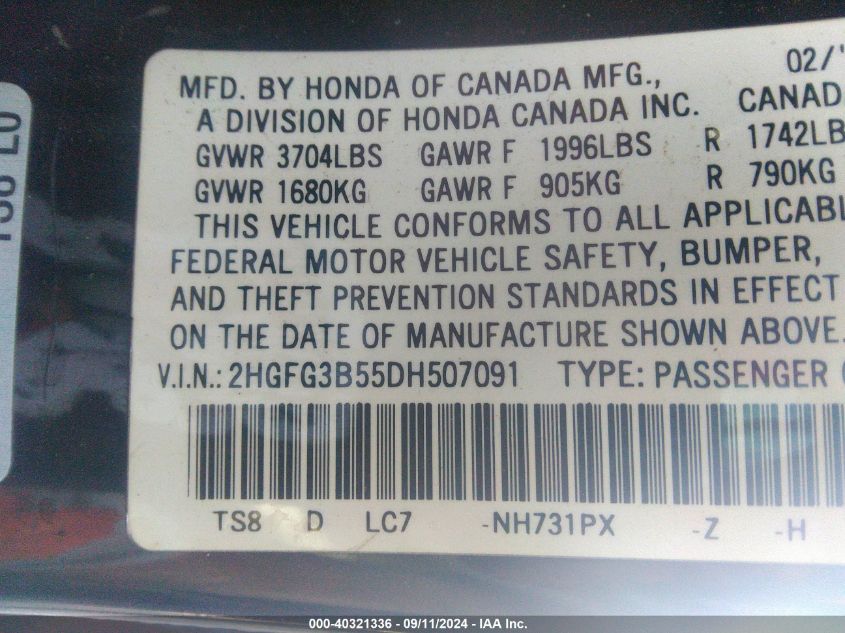 02/'
MFD. BY HONDA OF CANADA MFG.,
A DIVISION OF HONDA CANADA INC. CANAD
GVWR 3704LBS GAWR F 1996LBS R 1742LB
GVWR 1680KG GAWR F 905KG R 790KG
THIS VEHICLE CONFORMS TO ALL APPLICABL
FEDERAL MOTOR VEHICLE SAFETY, BUMPER,
AND THEFT PREVENTION STANDARDS IN EFFECT
ON THE DATE OF MANUFACTURE SHOWN ABOVE.
V.I.N.: 2HGFG3B55DH507091 TYPE: PASSENGER
TS8 D LC7 -NH731PX -Z -H
000-40321336 - 09/11/2024 - IAA Inc.